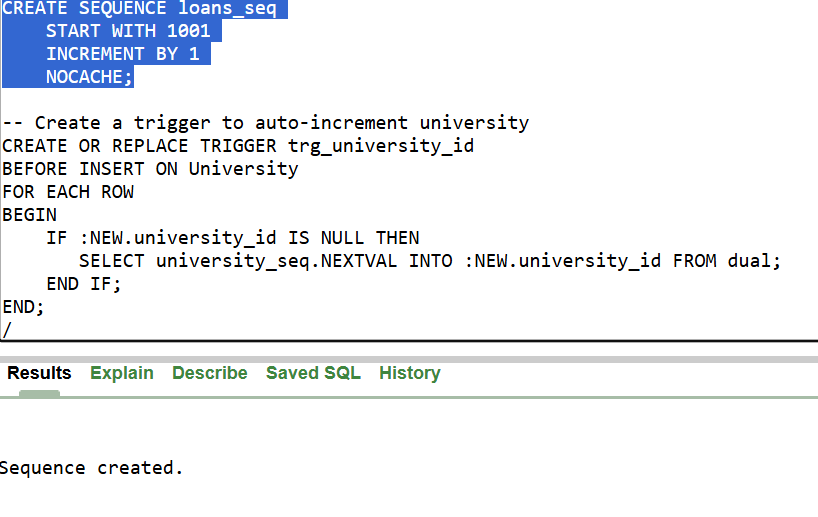 CREATE SEQUENCE loans_seq
    START WITH 1001
    INCREMENT BY 1
    NOCACHE;
-- Create a trigger to auto-increment university
CREATE OR REPLACE TRIGGER trg_university_id
BEFORE INSERT ON University
FOR EACH ROW
BEGIN
    IF :NEW.university_id IS NULL THEN
       SELECT university_seq.NEXTVAL INTO :NEW.university_id FROM dual;
    END IF;
END;
/
Results Explain Describe Saved SQL History
Sequence created.